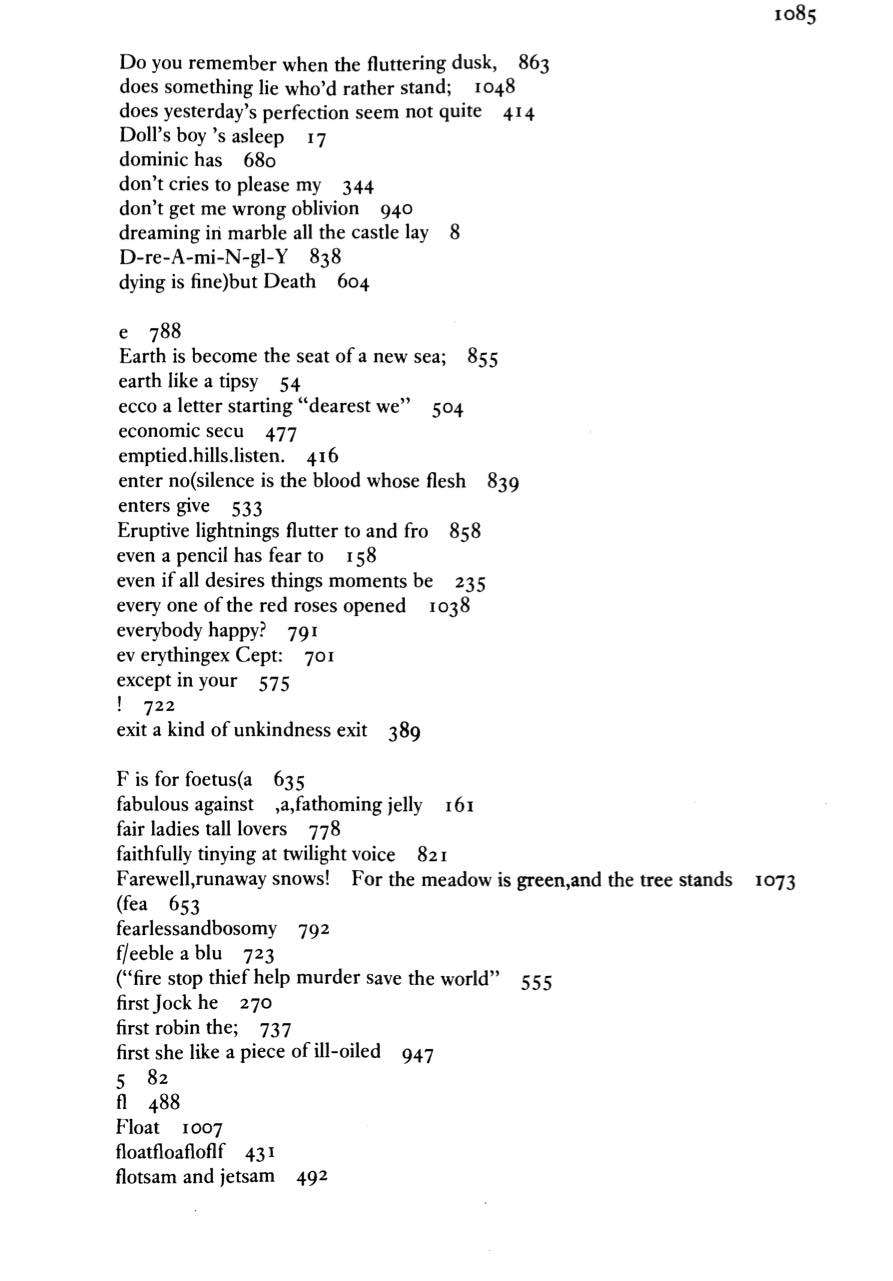 1085
Do you remember when the fluttering dusk, 863
does something lie who'd rather stand; 1048
does yesterday's perfection seem not quite 414
Doll's boy 's asleep 17
dominic has 680
don't cries to please my 344
don't get me wrong oblivion 940
dreaming in marble all the castle lay 8
D-re-A-mi-N-gl-Y 838
dying is fine)but Death 604

e 788
Earth is become the seat of a new sea; 855
earth like a tipsy 54
ecco a letter starting “dearest we” 504
economic secu 477
emptied.hills.listen. 416
enter no(silence is the blood whose flesh 839
enters give 533
Eruptive lightnings flutter to and fro 858
even a pencil has fear to 158
even if all desires things moments be 235
every one of the red roses opened 1038
everybody happy? 791
ev erythingex Cept: 701
except in your 575
! 722
exit a kind of unkindness exit 389

F is for foetus(a 635
fabulous against ,a,fathoming jelly 161
fair ladies tall lovers 778
faithfully tinying at twilight voice 821
Farewell,runaway snows! For the meadow is green,and the tree stands 1073
(fea 653
fearlessandbosomy 792
f/eeble a blu 723
(“fire stop thief help murder save the world” 555
first Jock he 270
first robin the; 737
first she like a piece of ill-oiled 947
5 82
fl 488
Float 1007
floatfloafloflf 431
flotsam and jetsam 492